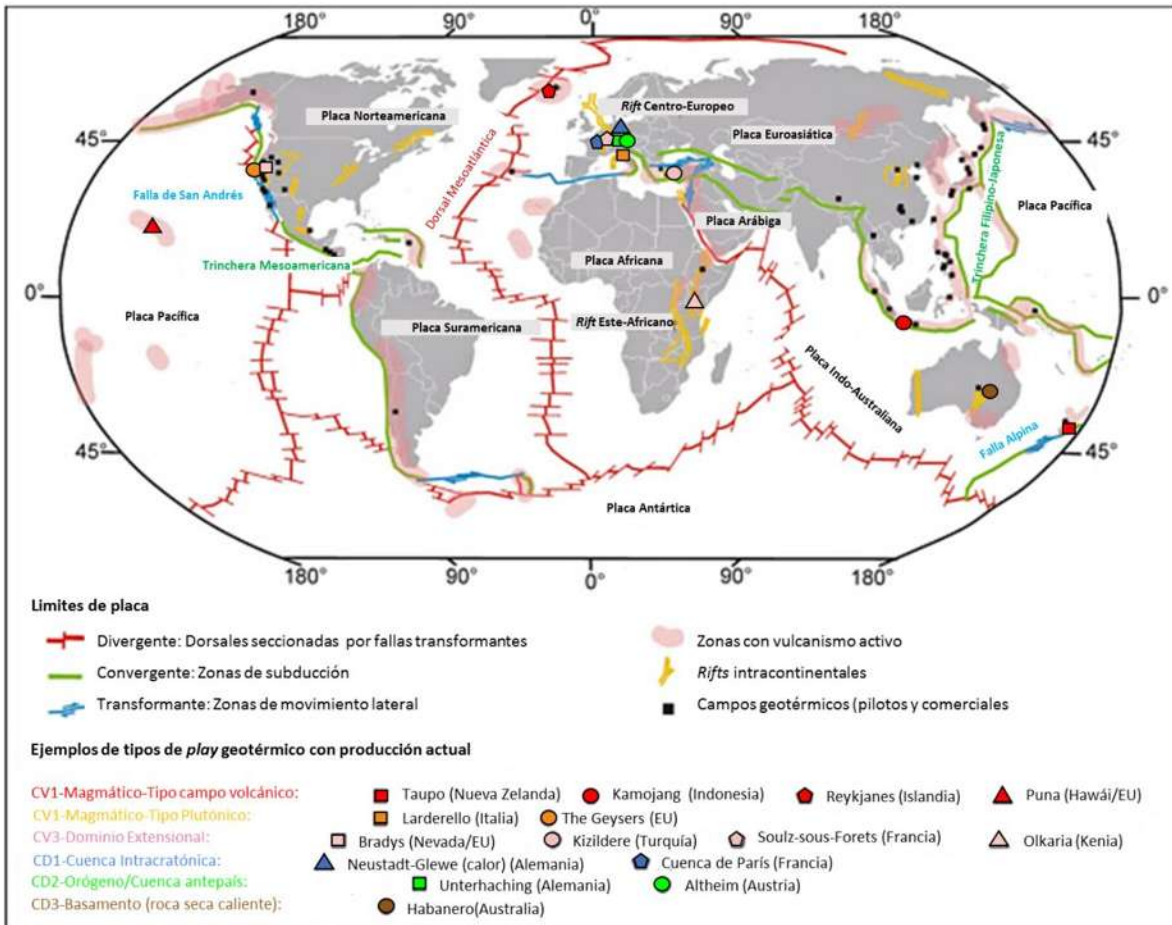 180°
90°
0°
90°
180°
Placa Norteamericana
Rift Centro-Europeo
Placa Euroasiática
45°
45°
Dorsal Mesoatlántica
Falla de San Andrés
Placa Arábiga
Trinchera Filipino-Japonesa
Placa Pacífica
Trinchera Mesoamericana
Placa Africana
0°
0°
Placa Pacífica
Placa Suramericana
Rift Este-Africano
Placa Indo-Australiana
Falla Alpina
45°
45°
Placa Antártica
180°
90°
0°
90°
180°
Limites de placa
Divergente: Dorsales seccionadas por fallas transformantes
Zonas con vulcanismo activo
Convergente: Zonas de subducción
Rifts intracontinentales
Transformante: Zonas de movimiento lateral
Campos geotérmicos (pilotos y comerciales
Ejemplos de tipos de play geotérmico con producción actual
CV1-Magmático-Tipo campo volcánico: Taupo (Nueva Zelanda) Kamojang (Indonesia) Reykjanes (Islandia) Puna (Hawái/EU)
CV1-Magmático-Tipo Plutónico: Larderello (Italia) The Geysers (EU)
CV3-Dominio Extensional: Bradys (Nevada/EU) Kizildere (Turquía) Soulz-sous-Forets (Francia) Olkaria (Kenia)
CD1-Cuenca Intracratónica: Neustadt-Glewe (calor) (Alemania) Cuenca de París (Francia)
CD2-Orógeno/Cuenca antepaís: Unterhaching (Alemania) Altheim (Austria)
CD3-Basamento (roca seca caliente): Habanero(Australia)